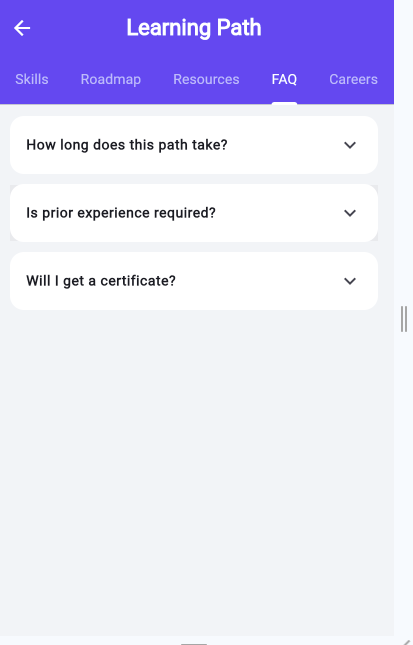 Learning Path
Skills Roadmap Resources FAQ Careers
How long does this path take?
Is prior experience required?
Will I get a certificate?